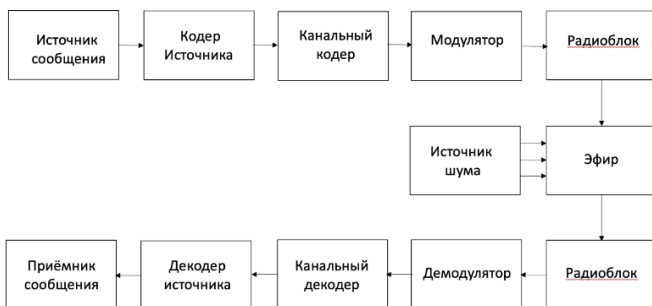 Источник
сообщения
Кодер
Источника
Канальный
кодер
Модулятор
Радиоблок
Источник
шума
Эфир
Приёмник
сообщения
Декодер
источника
Канальный
декодер
Демодулятор
Радиоблок